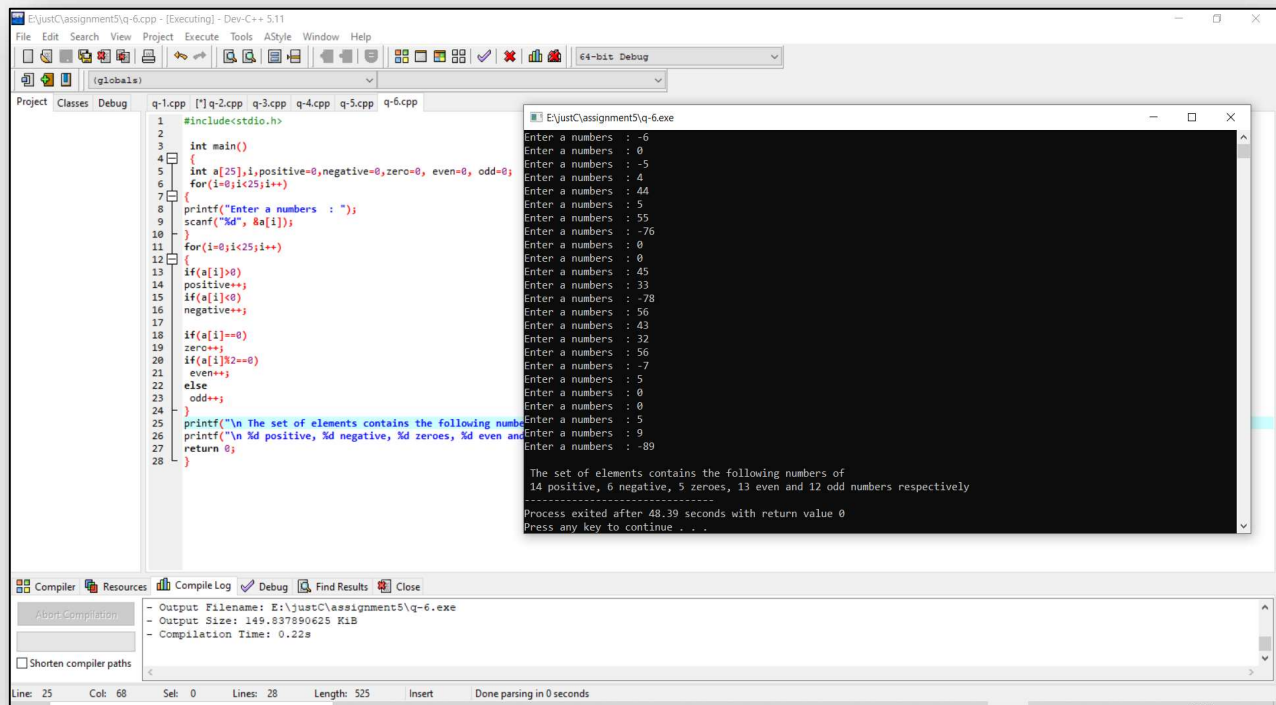 E:\justC\assignment5\q-6.cpp - [Executing] - Dev-C++ 5.11
File Edit Search View Project Execute Tools AStyle Window Help
64-bit Debug
(globals)
Project Classes Debug
q-1.cpp [*] q-2.cpp q-3.cpp q-4.cpp q-5.cpp q-6.cpp
1 #include<stdio.h>
2
3 int main()
4 {
5 int a[25],i,positive=0,negative=0,zero=0, even=0, odd=0;
6 for(i=0;i<25;i++)
7 {
8 printf("Enter a numbers  : ");
9 scanf("%d", &a[i]);
10 }
11 for(i=0;i<25;i++)
12 {
13 if(a[i]>0)
14 positive++;
15 if(a[i]<0)
16 negative++;
17
18 if(a[i]==0)
19 zero++;
20 if(a[i]%2==0)
21 even++;
22 else
23 odd++;
24 }
25 printf("\n The set of elements contains the following numbe
26 printf("\n %d positive, %d negative, %d zeroes, %d even and
27 return 0;
28 }
E:\justC\assignment5\q-6.exe
Enter a numbers  : -6
Enter a numbers  : 0
Enter a numbers  : -5
Enter a numbers  : 4
Enter a numbers  : 44
Enter a numbers  : 5
Enter a numbers  : 55
Enter a numbers  : -76
Enter a numbers  : 0
Enter a numbers  : 0
Enter a numbers  : 45
Enter a numbers  : 33
Enter a numbers  : -78
Enter a numbers  : 56
Enter a numbers  : 43
Enter a numbers  : 32
Enter a numbers  : 56
Enter a numbers  : -7
Enter a numbers  : 5
Enter a numbers  : 0
Enter a numbers  : 0
Enter a numbers  : 5
Enter a numbers  : 9
Enter a numbers  : -89
The set of elements contains the following numbers of
14 positive, 6 negative, 5 zeroes, 13 even and 12 odd numbers respectively
--------------------------------
Process exited after 48.39 seconds with return value 0
Press any key to continue . . .
Compiler Resources Compile Log Debug Find Results Close
Abort Compilation
Shorten compiler paths
- Output Filename: E:\justC\assignment5\q-6.exe
- Output Size: 149.837890625 KiB
- Compilation Time: 0.22s
Line: 25 Col: 68 Sel: 0 Lines: 28 Length: 525 Insert Done parsing in 0 seconds